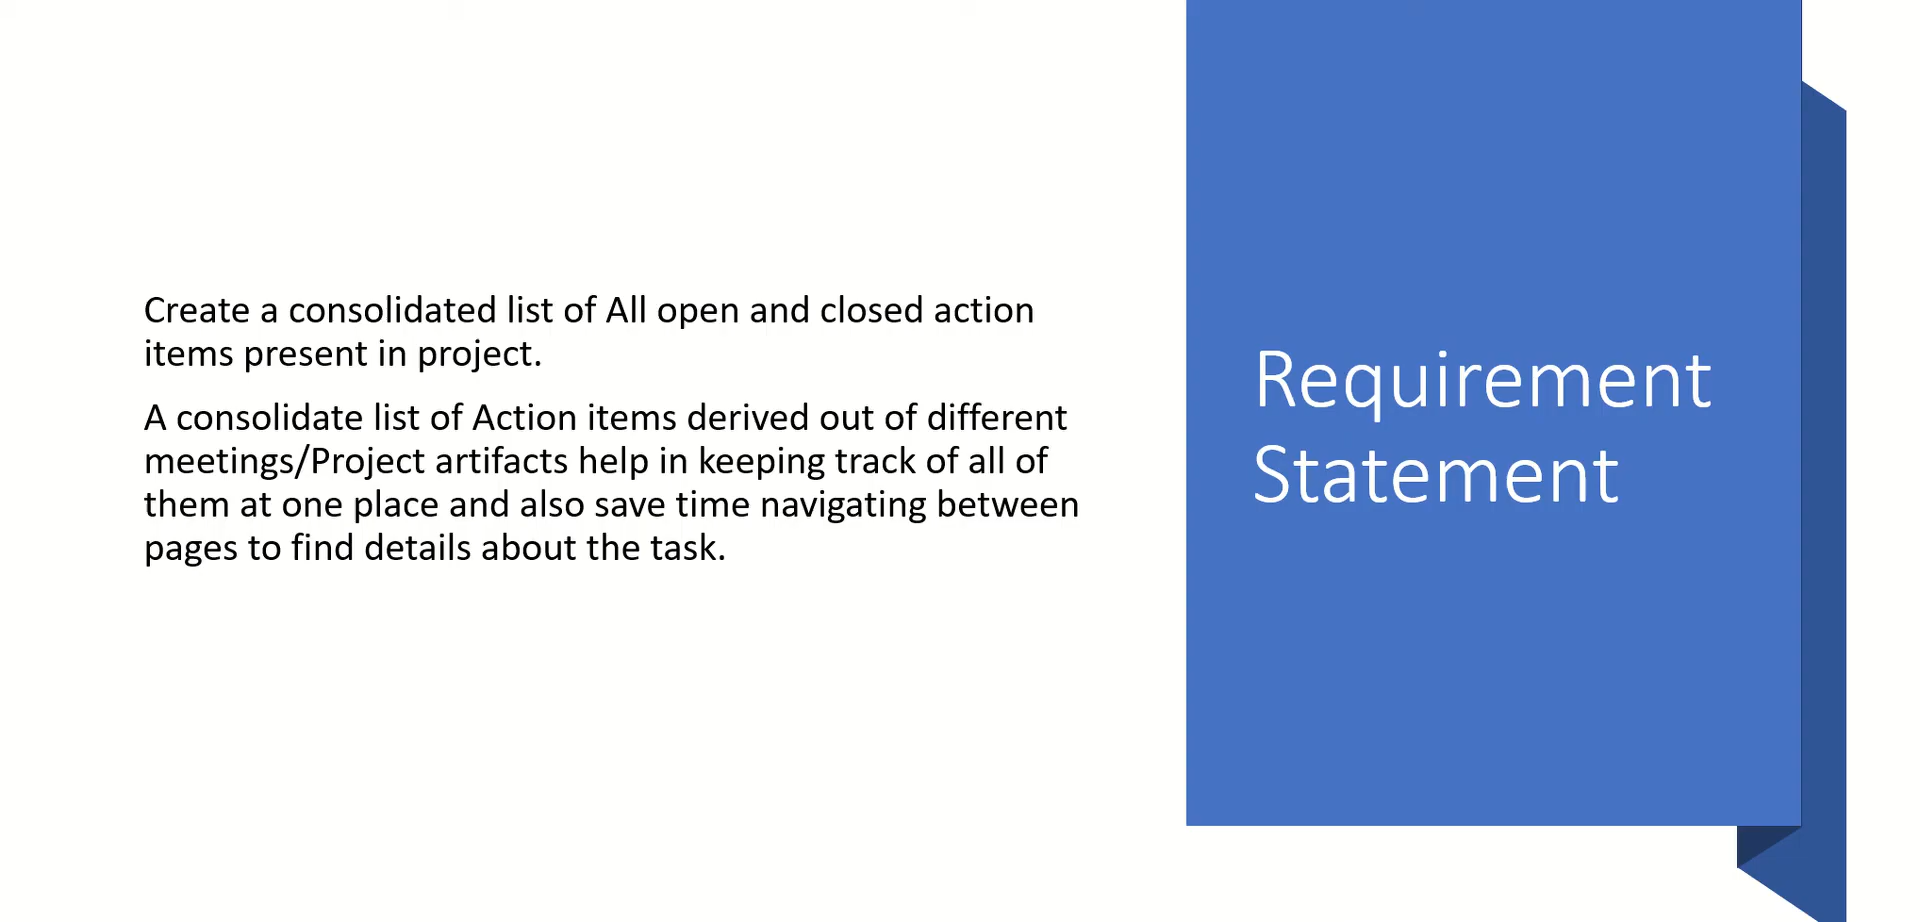 Create a consolidated list of All open and closed action
items present in project.
A consolidate list of Action items derived out of different
meetings/Project artifacts help in keeping track of all of
them at one place and also save time navigating between
pages to find details about the task.
Requirement
Statement